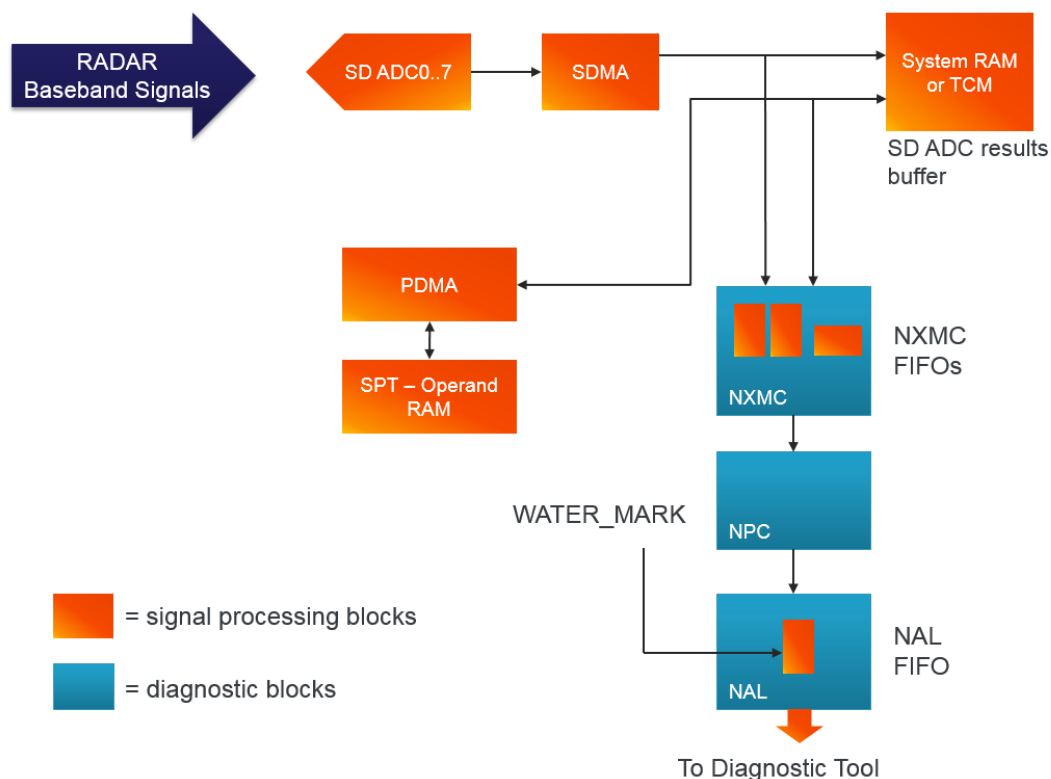 RADAR
Baseband Signals
SD ADC0..7
SDMA
System RAM
or TCM
SD ADC results
buffer
PDMA
SPT – Operand
RAM
NXMC
FIFOs
NXMC
WATER_MARK
NPC
= signal processing blocks
= diagnostic blocks
NAL
FIFO
NAL
To Diagnostic Tool